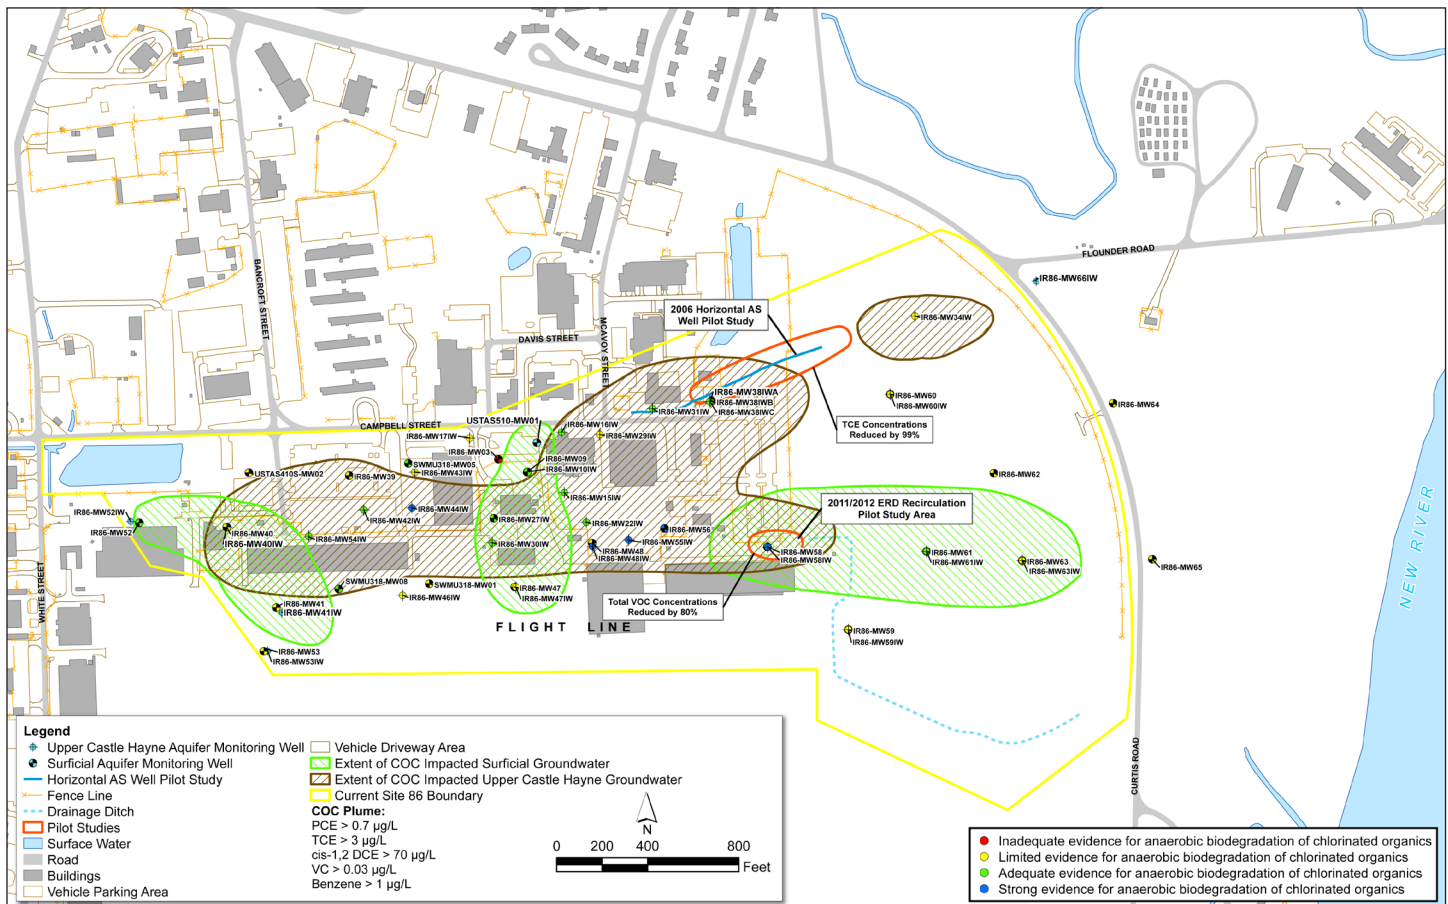 FLOUNDER ROAD
BANCROFT STREET
IR86-MW66IW
2006 Horizontal AS
Well Pilot Study
IR86-MW34IW
DAVIS STREET
MCAVOY STREET
IR86-MW38IWA
IR86-MW38IWB
IR86-MW38IWC
IR86-MW31IW
IR86-MW60
IR86-MW60IW
IR86-MW64
TCE Concentrations
Reduced by 99%
USTAS510-MW01
CAMPBELL STREET
IR86-MW16IW
IR86-MW29IW
IR86-MW17IW
IR86-MW03
IR86-MW09
IR86-MW10IW
SWMU318-MW05
IR86-MW43IW
USTAS410S-MW02
IR86-MW39
IR86-MW62
IR86-MW15IW
2011/2012 ERD Recirculation
Pilot Study Area
IR86-MW52IW
IR86-MW52
IR86-MW42IW
IR86-MW44IW
IR86-MW27IW
IR86-MW22IW
IR86-MW56
IR86-MW40
IR86-MW40IW
IR86-MW54IW
IR86-MW30IW
IR86-MW55IW
IR86-MW48
IR86-MW48IW
IR86-MW58
IR86-MW58IW
IR86-MW61
IR86-MW61IW
IR86-MW63
IR86-MW63IW
IR86-MW65
NEW RIVER
WHITE STREET
SWMU318-MW08
SWMU318-MW01
IR86-MW46IW
IR86-MW47
IR86-MW47IW
IR86-MW41
IR86-MW41IW
Total VOC Concentrations
Reduced by 80%
FLIGHT LINE
IR86-MW59
IR86-MW59IW
IR86-MW53
IR86-MW53IW
CURTIS ROAD
Legend
Upper Castle Hayne Aquifer Monitoring Well
Surficial Aquifer Monitoring Well
Horizontal AS Well Pilot Study
Fence Line
Drainage Ditch
Pilot Studies
Surface Water
Road
Buildings
Vehicle Parking Area
Vehicle Driveway Area
Extent of COC Impacted Surficial Groundwater
Extent of COC Impacted Upper Castle Hayne Groundwater
Current Site 86 Boundary
COC Plume:
PCE > 0.7 µg/L
TCE > 3 µg/L
cis-1,2 DCE > 70 µg/L
VC > 0.03 µg/L
Benzene > 1 µg/L
N
0 200 400 800
Feet
Inadequate evidence for anaerobic biodegradation of chlorinated organics
Limited evidence for anaerobic biodegradation of chlorinated organics
Adequate evidence for anaerobic biodegradation of chlorinated organics
Strong evidence for anaerobic biodegradation of chlorinated organics